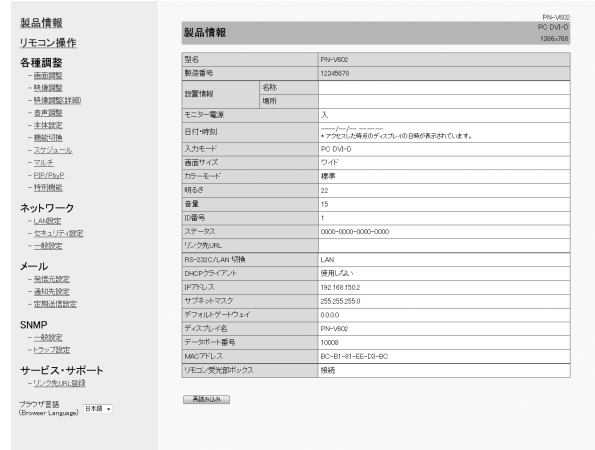 製品情報
リモコン操作
各種調整
- 画面調整
- 映像調整
- 映像調整(詳細)
- 音声調整
- 本体設定
- 機能切換
- スケジュール
- マルチ
- PIP/PbyP
- 特別機能
ネットワーク
- LAN設定
- セキュリティ設定
- 一般設定
メール
- 発信元設定
- 通知先設定
- 定期送信設定
SNMP
- 一般設定
- トラップ設定
サービス・サポート
- リンク先URL登録
ブラウザ言語
(Browser Language) 日本語
PN-V602
製品情報
PC DVI-D
1366x768
型名 PN-V602
製造番号 12345678
設置情報 名称
場所
モニター電源 入
日付・時刻 ----/--/-- --:--:--
* アクセスした時点のディスプレイの日時が表示されています。
入力モード PC DVI-D
画面サイズ ワイド
カラーモード 標準
明るさ 22
音量 15
ID番号 1
ステータス 0000-0000-0000-0000
リンク先URL
RS-232C/LAN 切換 LAN
DHCPクライアント 使用しない
IPアドレス 192.168.150.2
サブネットマスク 255.255.255.0
デフォルトゲートウェイ 0.0.0.0
ディスプレイ名 PN-V602
データポート番号 10008
MACアドレス BC-B1-81-EE-D3-BC
リモコン受光部ボックス 接続
再読み込み